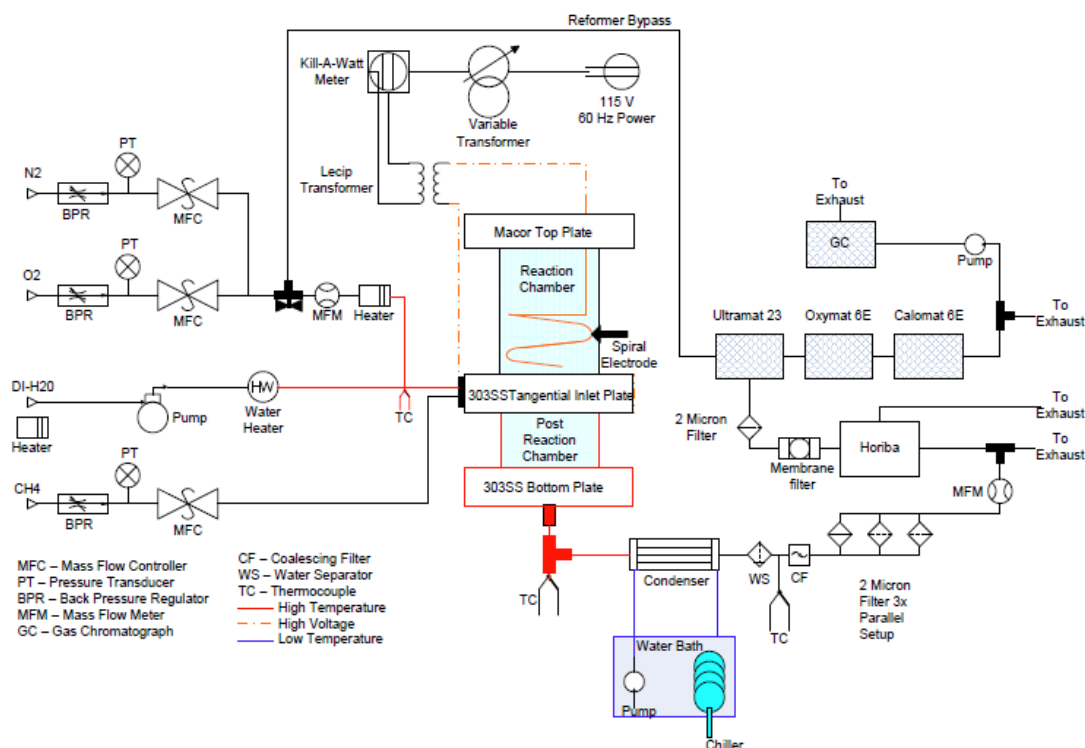 Reformer Bypass
Kill-A-Watt
Meter
Variable
Transformer
115 V
60 Hz Power
Lecip
Transformer
PT
N2
BPR
MFC
PT
O2
BPR
MFC
MFM
Heater
Macor Top Plate
Reaction
Chamber
Spiral
Electrode
303SSTangential Inlet Plate
Post
Reaction
Chamber
303SS Bottom Plate
To
Exhaust
GC
Pump
Ultramat 23
Oxymat 6E
Calomat 6E
To
Exhaust
DI-H20
Heater
Pump
HW
Water
Heater
TC
PT
CH4
BPR
MFC
2 Micron
Filter
Membrane
filter
Horiba
To
Exhaust
To
Exhaust
MFM
TC
Condenser
WS
CF
TC
2 Micron
Filter 3x
Parallel
Setup
Water Bath
Pump
Chiller
MFC – Mass Flow Controller
PT – Pressure Transducer
BPR – Back Pressure Regulator
MFM – Mass Flow Meter
GC – Gas Chromatograph
CF – Coalescing Filter
WS – Water Separator
TC – Thermocouple
High Temperature
High Voltage
Low Temperature